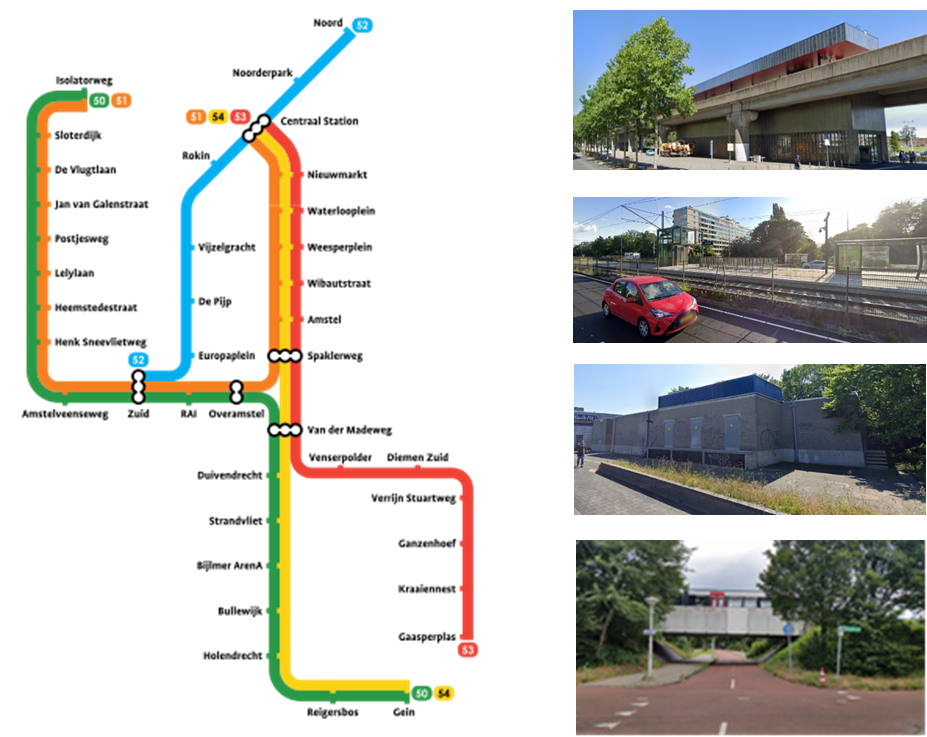 Noord 52
Noorderpark
Isolatorweg
50 51
51 54 53
Centraal Station
Sloterdijk
Rokin
De Vlugtlaan
Nieuwmarkt
Jan van Galenstraat
Waterlooplein
Postjesweg
Vijzelgracht
Weesperplein
Lelylaan
Wibautstraat
De Pijp
Heemstedestraat
Amstel
Henk Sneevlietweg
52
Europaplein
Spaklerweg
Amstelveenseweg
Zuid
RAI
Overamstel
Van der Madeweg
Venserpolder
Diemen Zuid
Duivendrecht
Verrijn Stuartweg
Strandvliet
Ganzenhoef
Bijlmer ArenA
Kraaiennest
Bullewijk
Gaasperplas
53
Holendrecht
50 54
Reigersbos
Gein